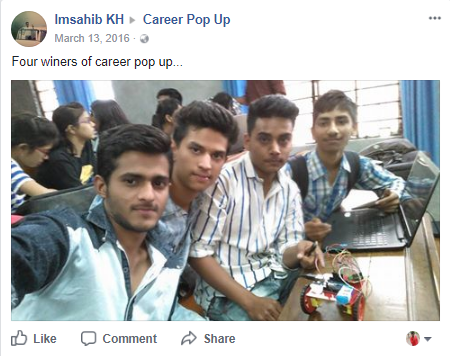 Imsahib KH ▸ Career Pop Up
March 13, 2016 ·
Four winers of career pop up...
Like Comment Share